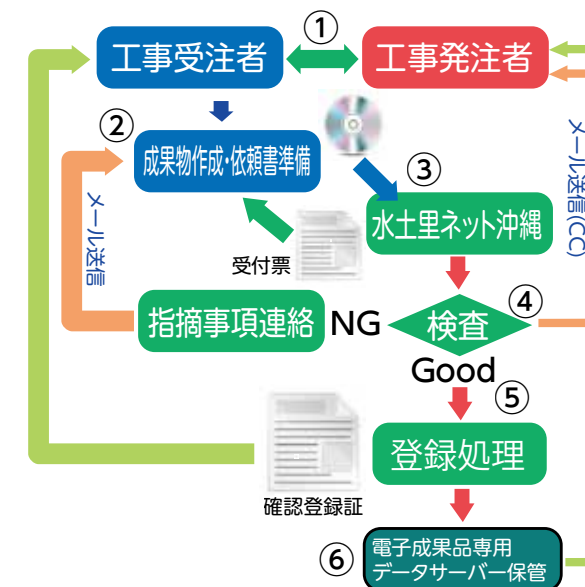 ①
工事受注者
工事発注者
②
成果物作成・依頼書準備
③
水土里ネット沖縄
メール送信(CC)
メール送信
受付票
指摘事項連絡
NG
検査
④
Good
⑤
登録処理
確認登録証
⑥
電子成果品専用
データサーバー保管